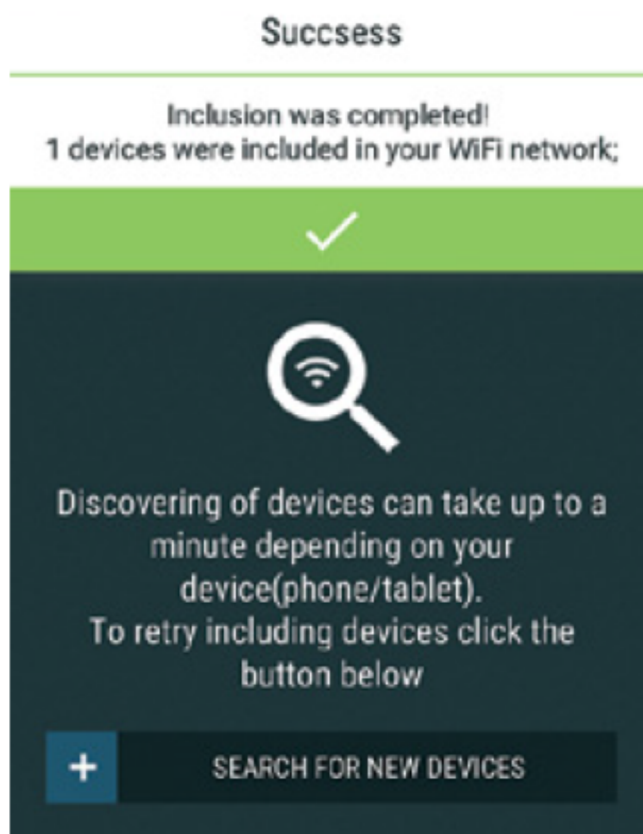 Succsess
Inclusion was completed!
1 devices were included in your WiFi network;
Discovering of devices can take up to a
minute depending on your
device(phone/tablet).
To retry including devices click the
button below
+ SEARCH FOR NEW DEVICES